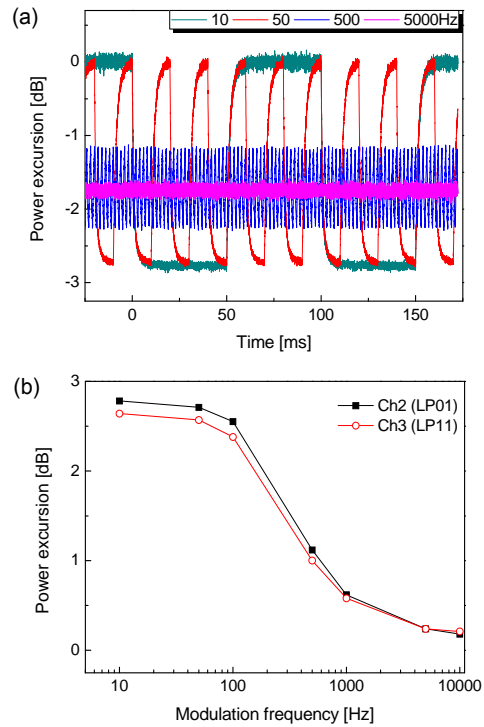 (a)
10 50 500 5000Hz
0
-1
-2
-3
Power excursion [dB]
0 50 100 150
Time [ms]
(b)
3
2
1
0
Power excursion [dB]
Ch2 (LP01)
Ch3 (LP11)
10 100 1000 10000
Modulation frequency [Hz]